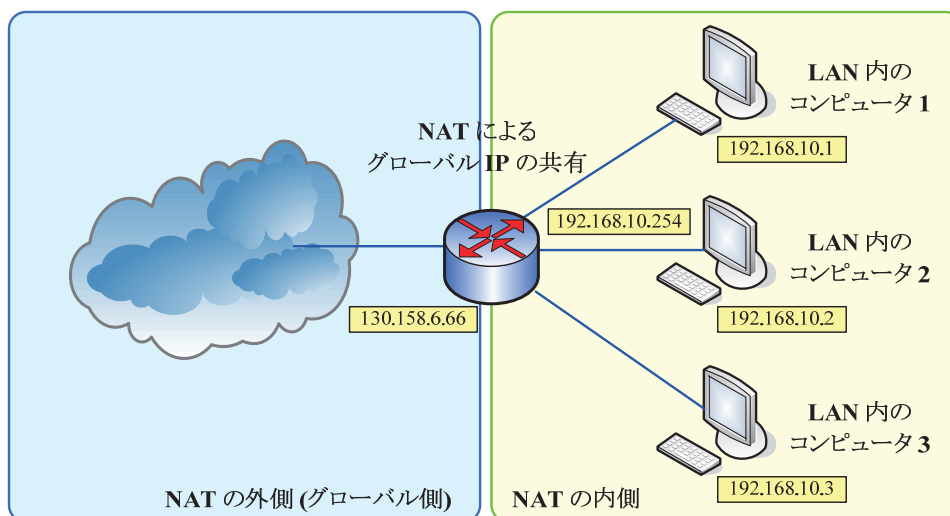 NAT による
グローバル IP の共有
130.158.6.66
192.168.10.254
LAN 内の
コンピュータ 1
192.168.10.1
LAN 内の
コンピュータ 2
192.168.10.2
LAN 内の
コンピュータ 3
192.168.10.3
NAT の外側 (グローバル側)
NAT の内側